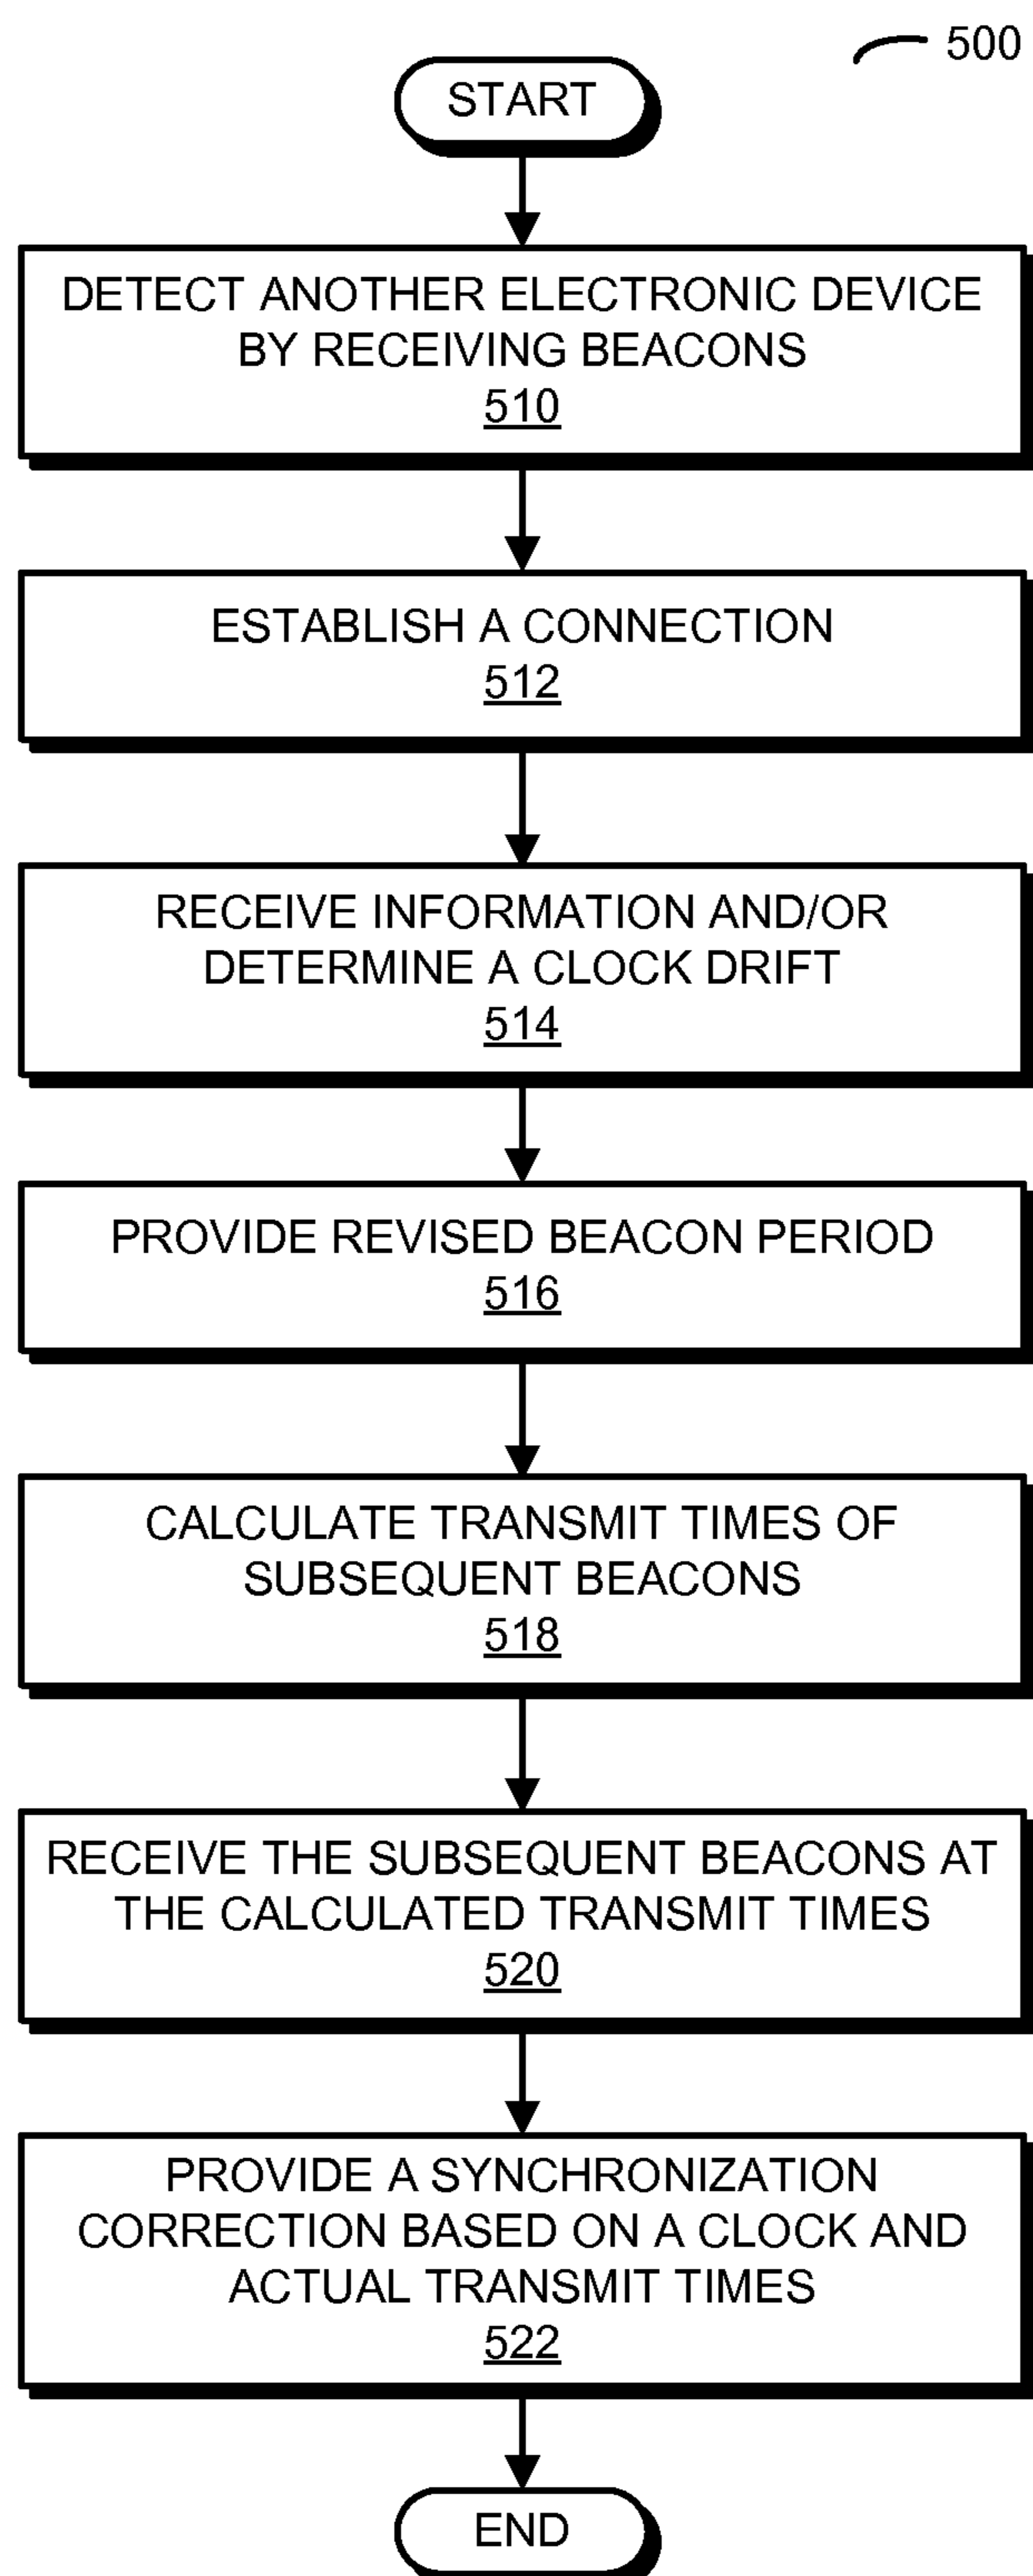 500
START
DETECT ANOTHER ELECTRONIC DEVICE
BY RECEIVING BEACONS
510
ESTABLISH A CONNECTION
512
RECEIVE INFORMATION AND/OR
DETERMINE A CLOCK DRIFT
514
PROVIDE REVISED BEACON PERIOD
516
CALCULATE TRANSMIT TIMES OF
SUBSEQUENT BEACONS
518
RECEIVE THE SUBSEQUENT BEACONS AT
THE CALCULATED TRANSMIT TIMES
520
PROVIDE A SYNCHRONIZATION
CORRECTION BASED ON A CLOCK AND
ACTUAL TRANSMIT TIMES
522
END